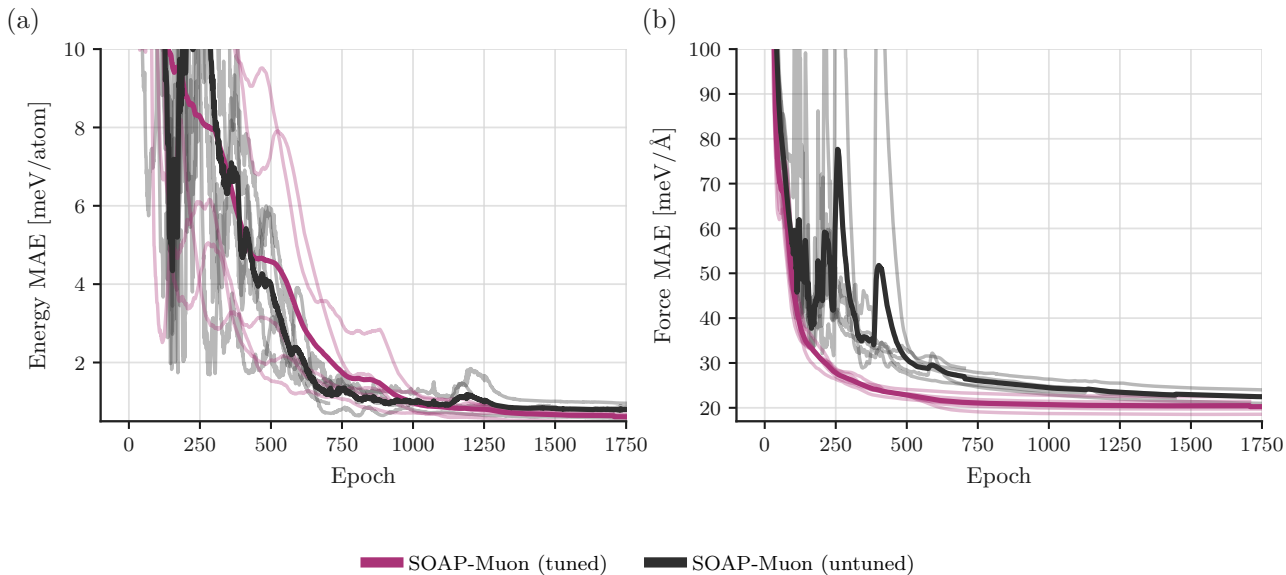 (a)
(b)
10
8
6
4
2
Energy MAE [meV/atom]
0 250 500 750 1000 1250 1500 1750
Epoch
100
90
80
70
60
50
40
30
20
Force MAE [meV/Å]
0 250 500 750 1000 1250 1500 1750
Epoch
SOAP-Muon (tuned)
SOAP-Muon (untuned)